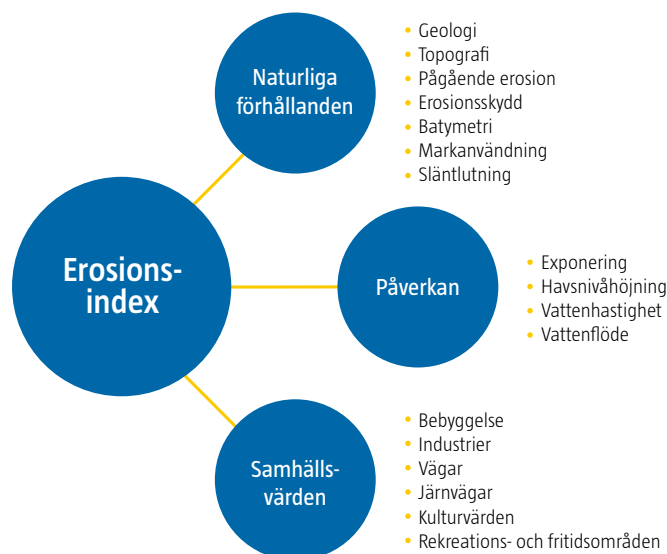 Erosions-
index
Naturliga
förhållanden
• Geologi
• Topografi
• Pågående erosion
• Erosionsskydd
• Batymetri
• Markanvändning
• Släntlutning
Påverkan
• Exponering
• Havsnivåhöjning
• Vattenhastighet
• Vattenflöde
Samhälls-
värden
• Bebyggelse
• Industrier
• Vägar
• Järnvägar
• Kulturvärden
• Rekreations- och fritidsområden